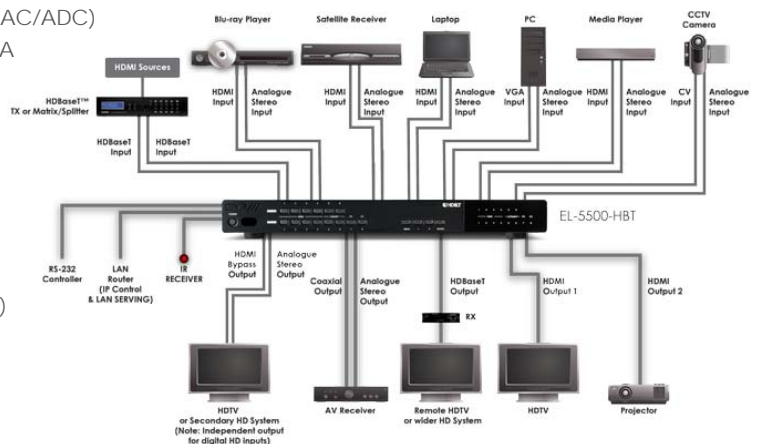 AC/ADC)
A
)
Blu-ray Player
Satellite Receiver
Laptop
PC
Media Player
CCTV
Camera
HDMI Sources
HDBaseT™
TX or Matrix/Splitter
HDBaseT
Input
HDBaseT
Input
HDMI
Input
Analogue
Stereo
Input
HDMI
Input
Analogue
Stereo
Input
HDMI
Input
Analogue
Stereo
Input
VGA
Input
Analogue
Stereo
Input
HDMI
Input
Analogue
Stereo
Input
CV
Input
Analogue
Stereo
Input
EL-5500-HBT
RS-232
Controller
LAN
Router
(IP Control
& LAN SERVING)
IR
RECEIVER
HDMI
Bypass
Output
Analogue
Stereo
Output
Coaxial
Output
Analogue
Stereo
Output
HDBaseT
Output
RX
HDMI
Output 1
HDMI
Output 2
HDTV
or Secondary HD System
(Note: Independent output
for digital HD inputs)
AV Receiver
Remote HDTV
or wider HD System
HDTV
Projector